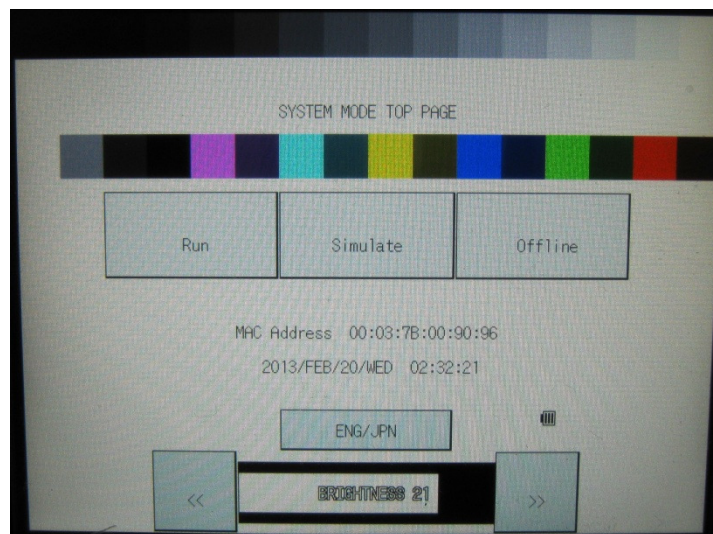 SYSTEM MODE TOP PAGE
Run Simulate Offline
MAC Address 00:03:7B:00:90:96
2013/FEB/20/WED 02:32:21
ENG/JPN
<< BRIGHTNESS 21 >>